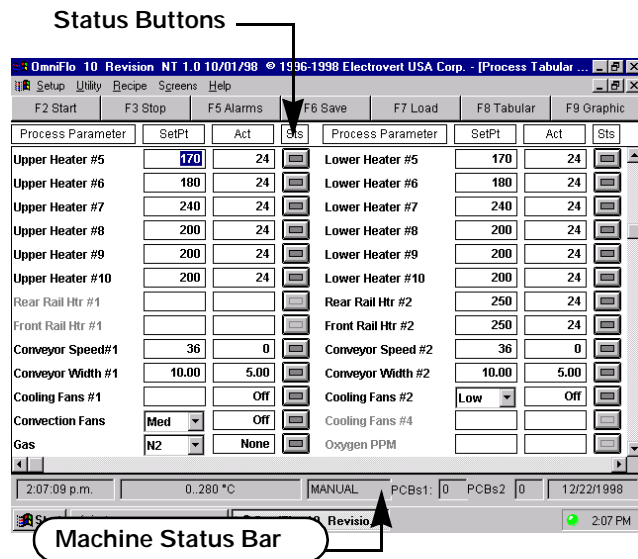 Status Buttons
OmniFlo 10 Revision NT 1.0 10/01/98 © 1996-1998 Electrovert USA Corp. - [Process Tabular ...
Setup Utility Recipe Screens Help
F2 Start F3 Stop F5 Alarms F6 Save F7 Load F8 Tabular F9 Graphic
Process Parameter SetPt Act Sts Process Parameter SetPt Act Sts
Upper Heater #5 170 24 Lower Heater #5 170 24
Upper Heater #6 180 24 Lower Heater #6 180 24
Upper Heater #7 240 24 Lower Heater #7 240 24
Upper Heater #8 200 24 Lower Heater #8 200 24
Upper Heater #9 200 24 Lower Heater #9 200 24
Upper Heater #10 200 24 Lower Heater #10 200 24
Rear Rail Htr #1 Rear Rail Htr #2 250 24
Front Rail Htr #1 Front Rail Htr #2 250 24
Conveyor Speed#1 36 0 Conveyor Speed #2 36 0
Conveyor Width #1 10.00 5.00 Conveyor Width #2 10.00 5.00
Cooling Fans #1 Off Cooling Fans #2 Low Off
Convection Fans Med Off Cooling Fans #4
Gas N2 None Oxygen PPM
2:07:09 p.m. 0..280 °C MANUAL PCBs1: 0 PCBs2 0 12/22/1998
Revisio 2:07 PM
Machine Status Bar